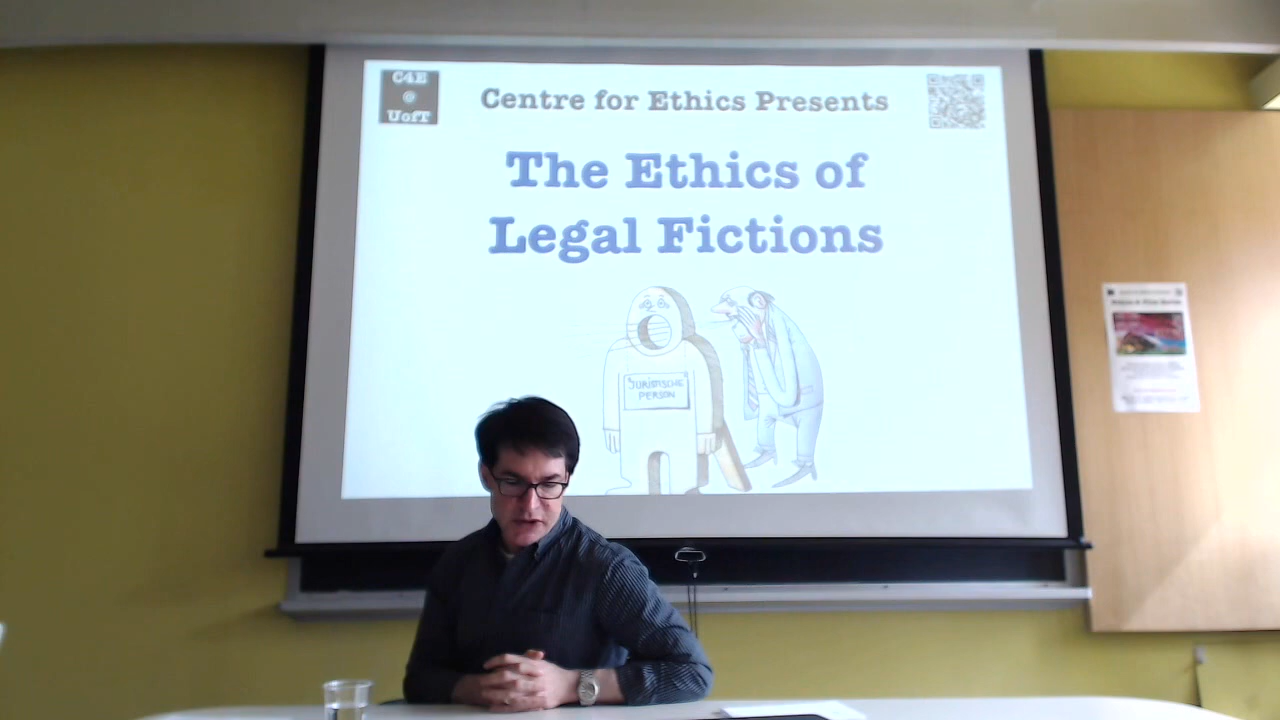 C4E
@
UofT
Centre for Ethics Presents
The Ethics of
Legal Fictions
"JURISTISCHE
PERSON"